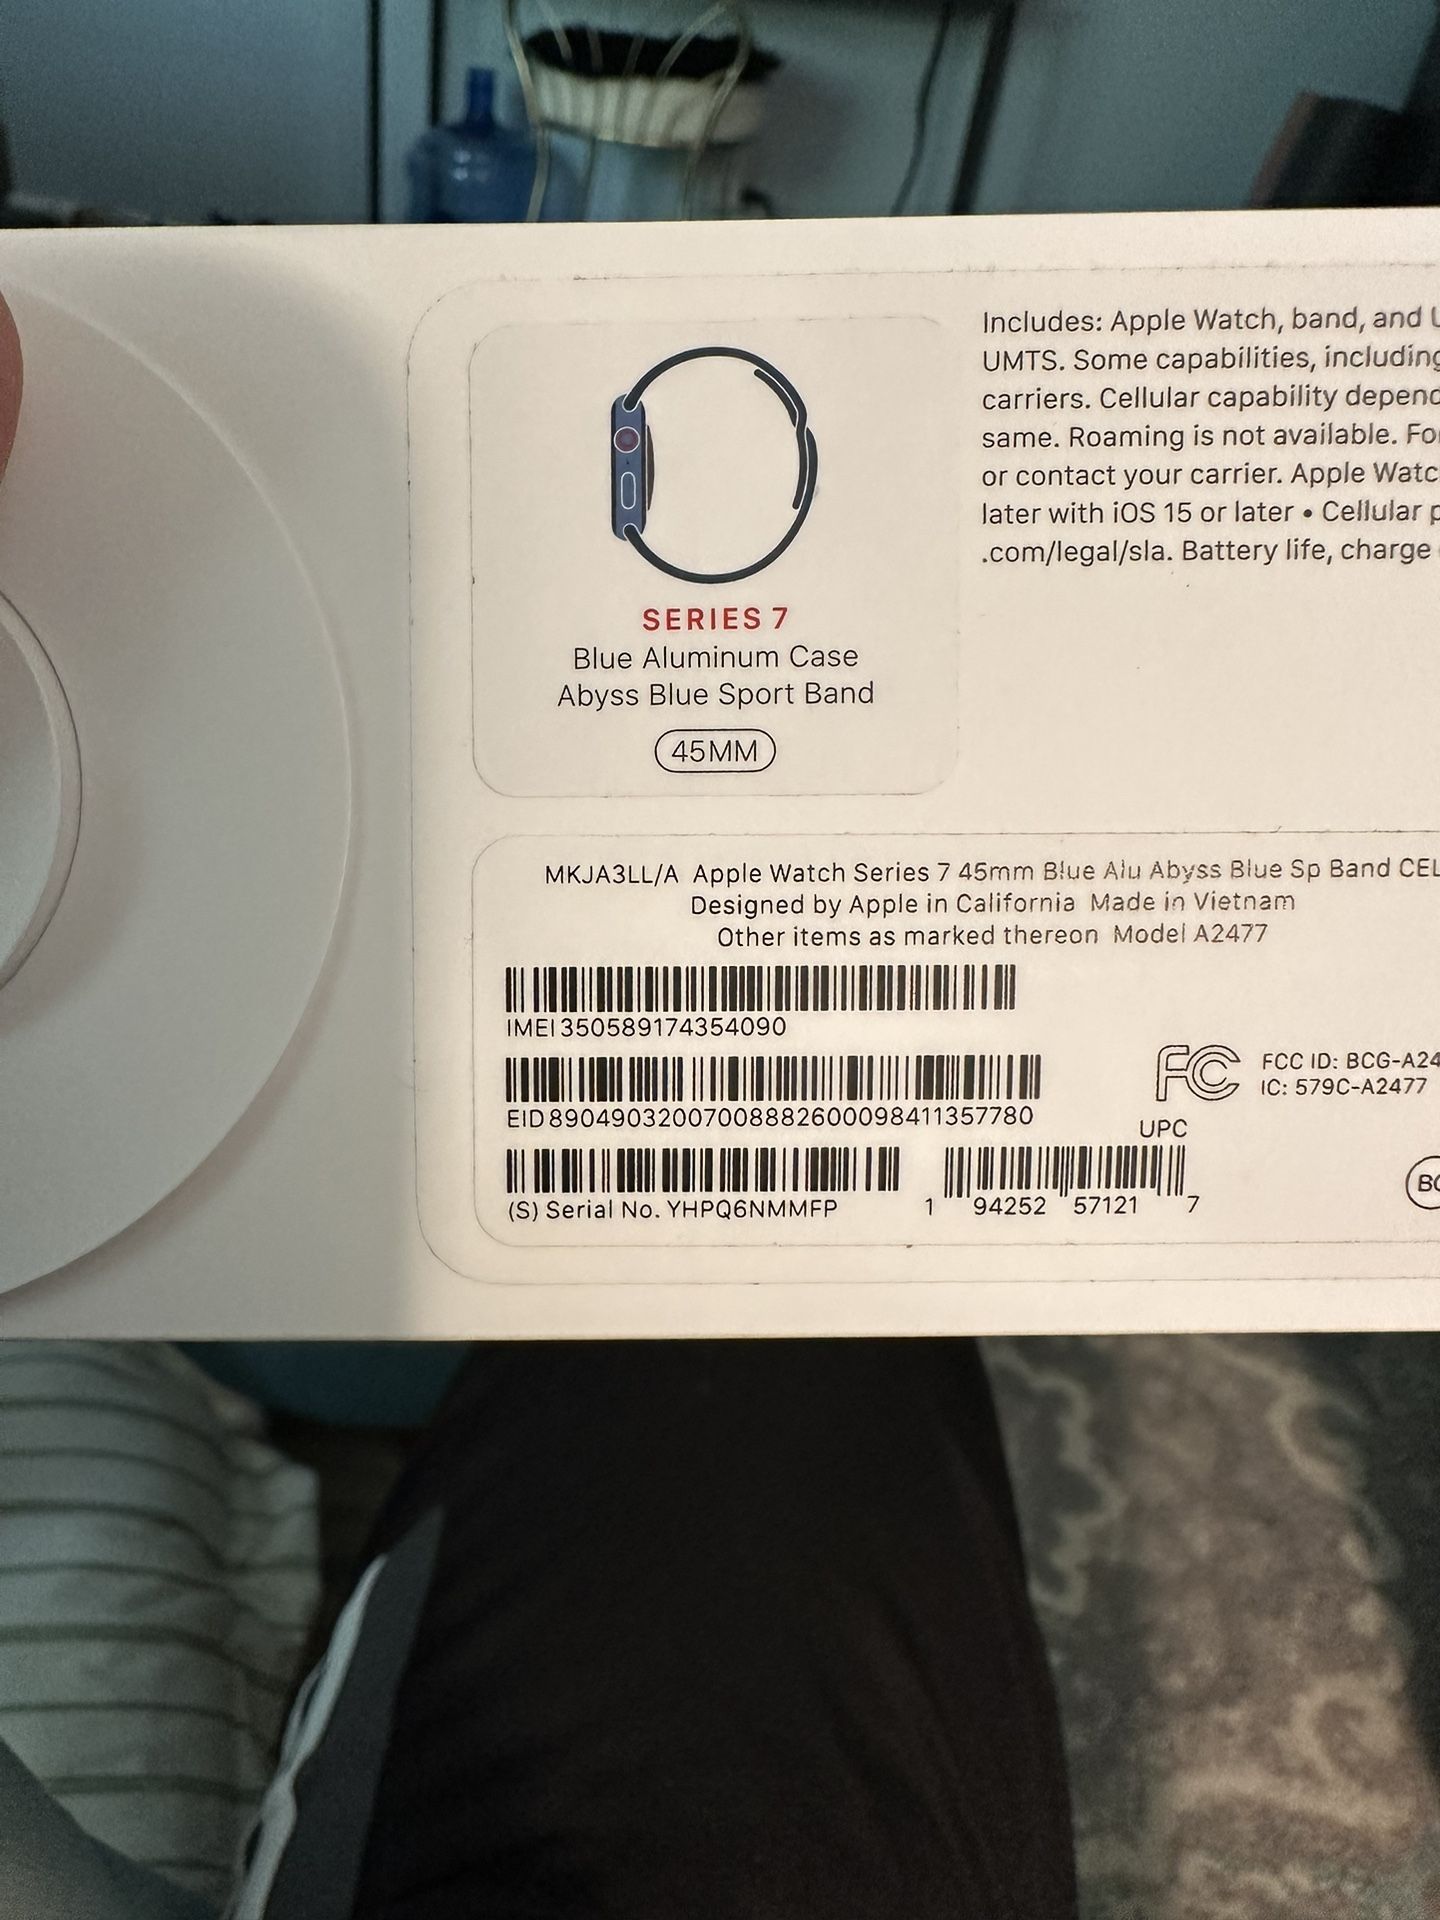 Includes: Apple Watch, band, and
UMTS. Some capabilities, including
carriers. Cellular capability depend
same. Roaming is not available. For
or contact your carrier. Apple Watc
later with iOS 15 or later • Cellular p
.com/legal/sla. Battery life, charge
SERIES 7
Blue Aluminum Case
Abyss Blue Sport Band
45MM
MKJA3LL/A Apple Watch Series 7 45mm Blue Alu Abyss Blue Sp Band CEL
Designed by Apple in California Made in Vietnam
Other items as marked thereon Model A2477
IMEI 350589174354090
FC
FCC ID: BCG-A24
IC: 579C-A2477
EID 89049032007008882600098411357780
UPC
(S) Serial No. YHPQ6NMMFP
1 94252 57121 7
BC